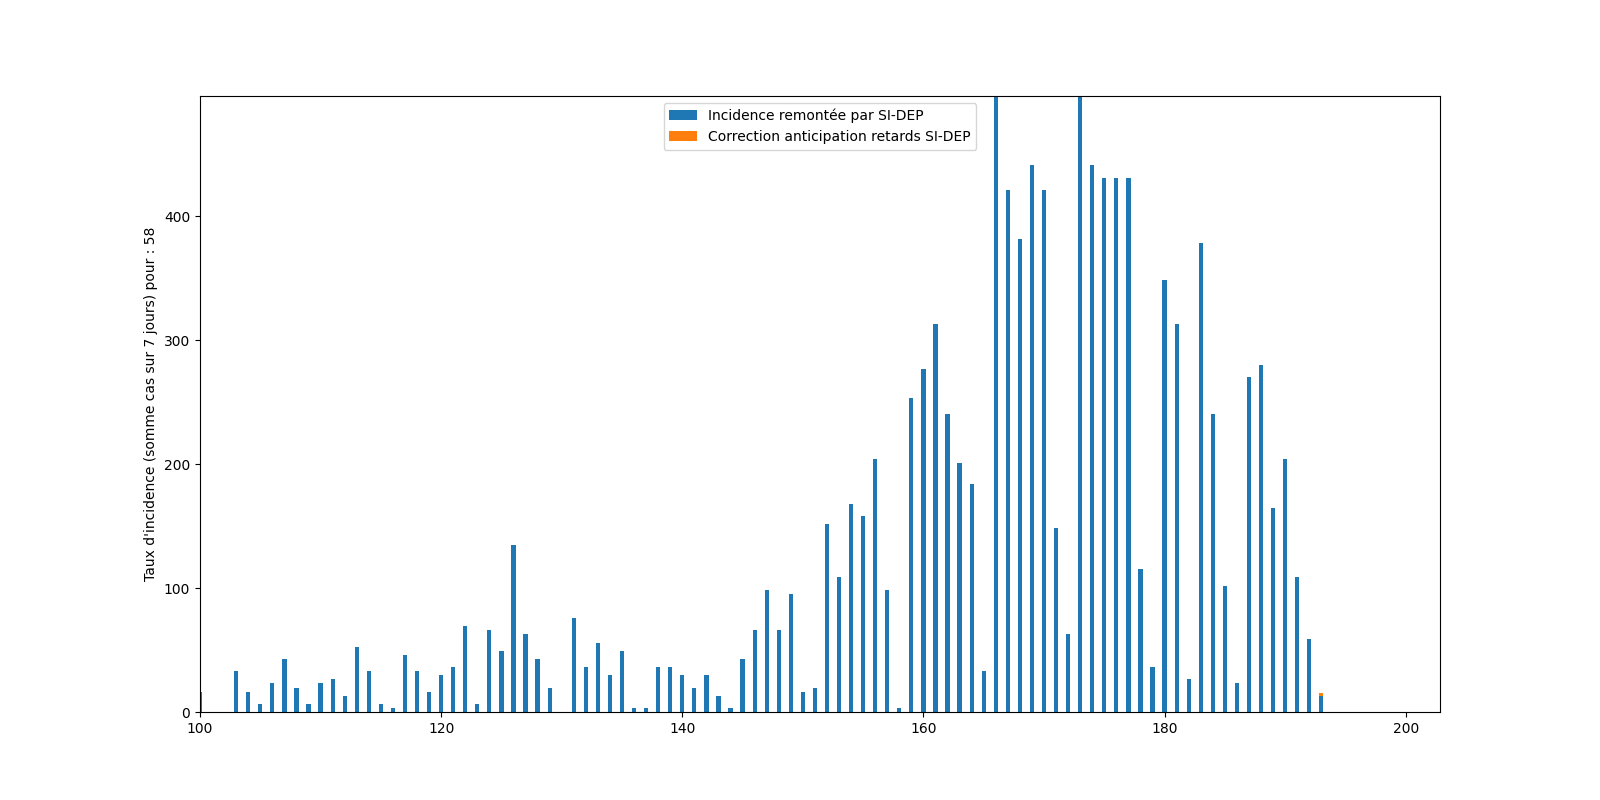 Incidence remontée par SI-DEP
Correction anticipation retards SI-DEP
Taux d'incidence (somme cas sur 7 jours) pour : 58
400
300
200
100
0
100 120 140 160 180 200